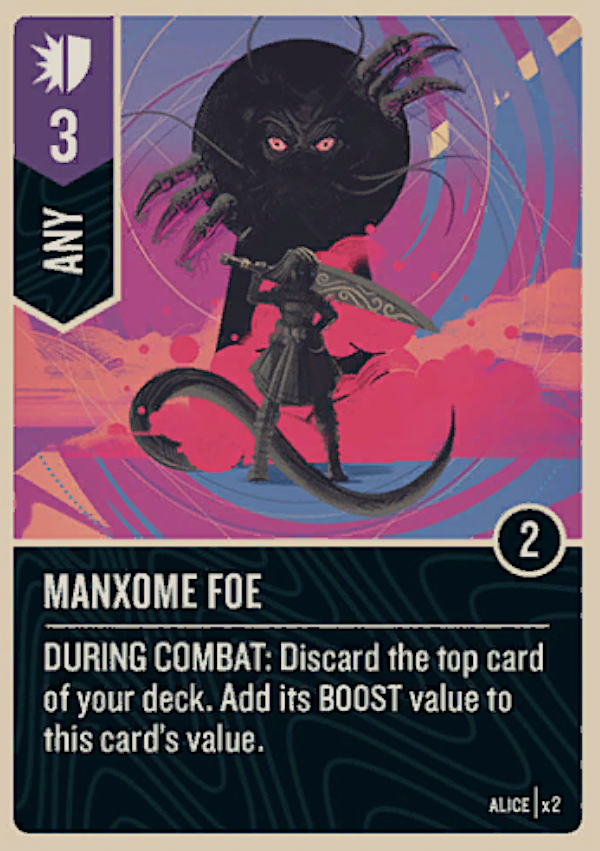 3
ANY
2
MANXOME FOE
DURING COMBAT: Discard the top card
of your deck. Add its BOOST value to
this card's value.
ALICE | x2